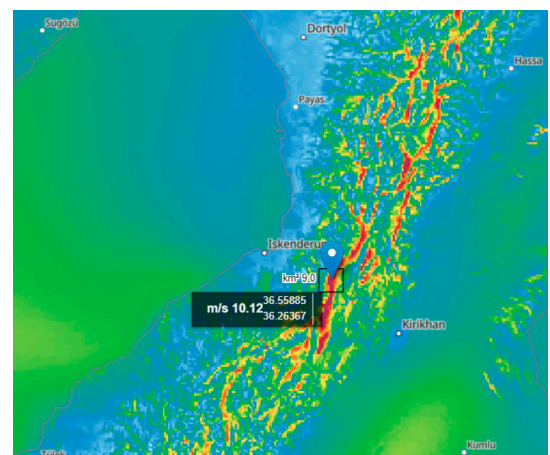 Sugözü
Dortyol
Hassa
Payas
Iskenderun
km² 9.0
m/s 10.12
36.55885
36.26367
Kirikhan
Kumlu